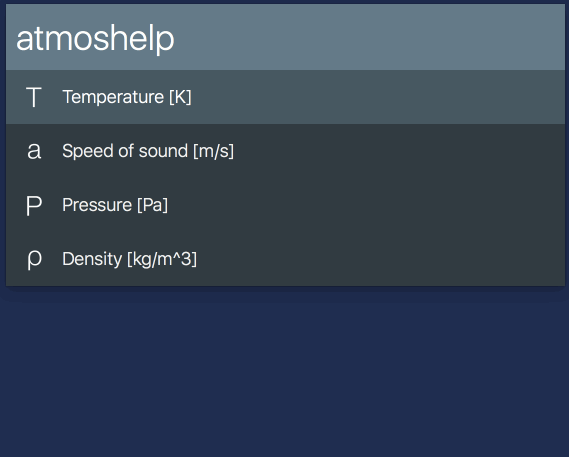 atmoshelp
T Temperature [K]
a Speed of sound [m/s]
P Pressure [Pa]
ρ Density [kg/m^3]